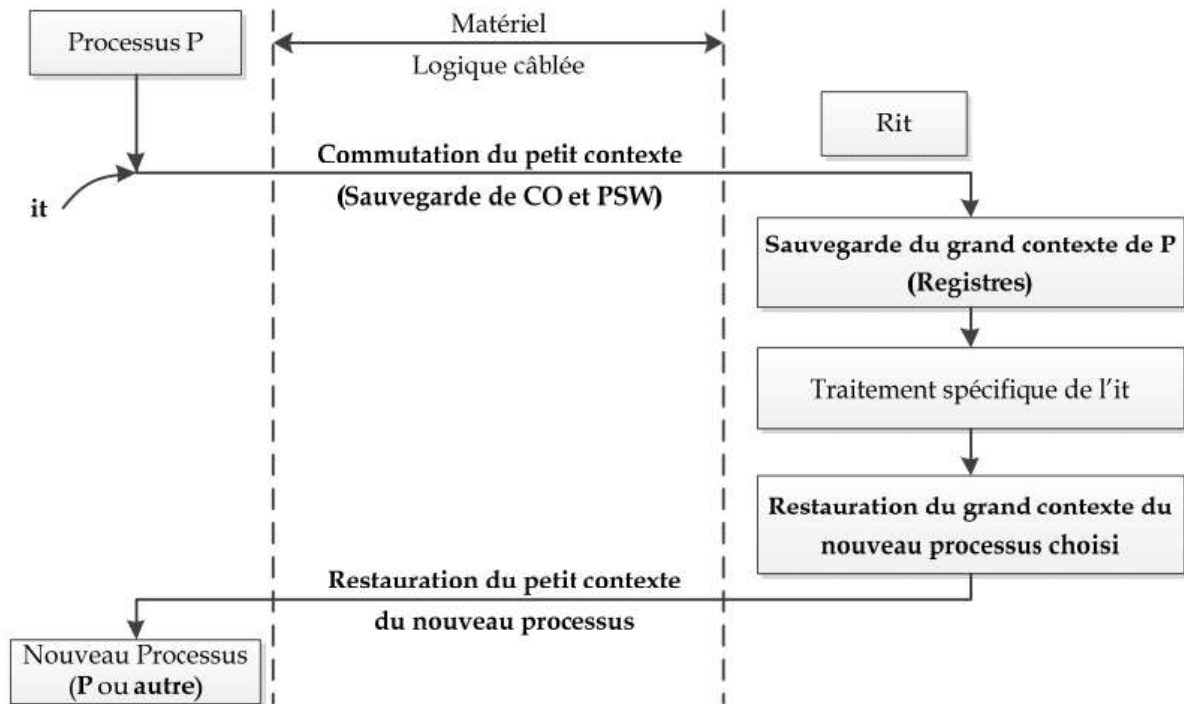 Processus P
Matériel
Logique câblée
Rit
Commutation du petit contexte
(Sauvegarde de CO et PSW)
it
Sauvegarde du grand contexte de P
(Registres)
Traitement spécifique de l'it
Restauration du grand contexte du
nouveau processus choisi
Restauration du petit contexte
du nouveau processus
Nouveau Processus
(P ou autre)